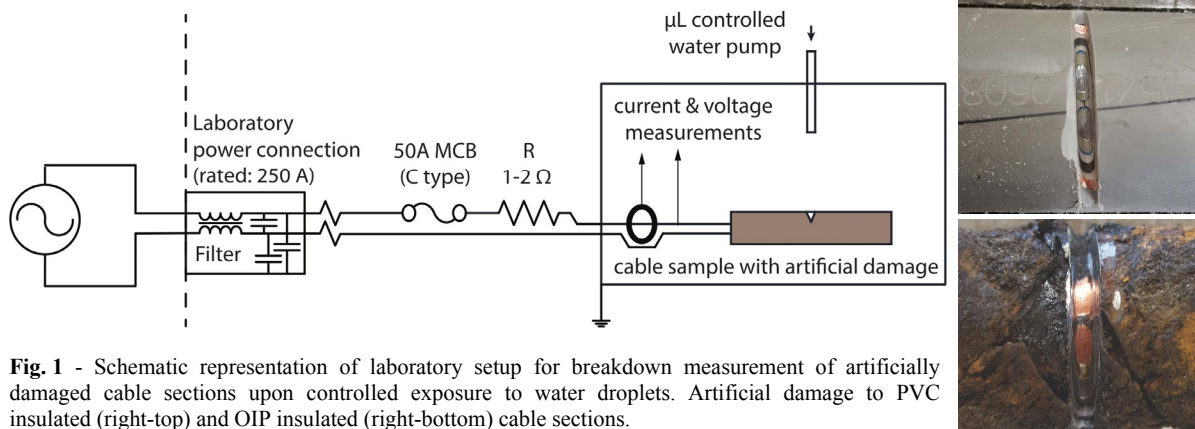 µL controlled
water pump
current & voltage
measurements
Laboratory
power connection
(rated: 250 A)
50A MCB
(C type)
R
1-2 Ω
Filter
cable sample with artificial damage
Fig. 1 - Schematic representation of laboratory setup for breakdown measurement of artificially
damaged cable sections upon controlled exposure to water droplets. Artificial damage to PVC
insulated (right-top) and OIP insulated (right-bottom) cable sections.